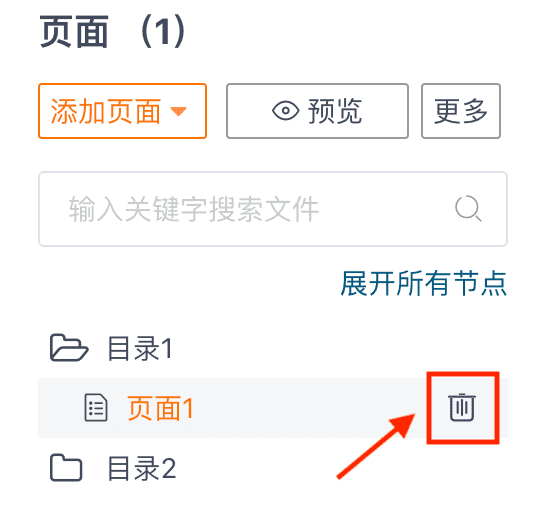 页面 （1）
添加页面 预览 更多
输入关键字搜索文件
展开所有节点
目录1
页面1
目录2